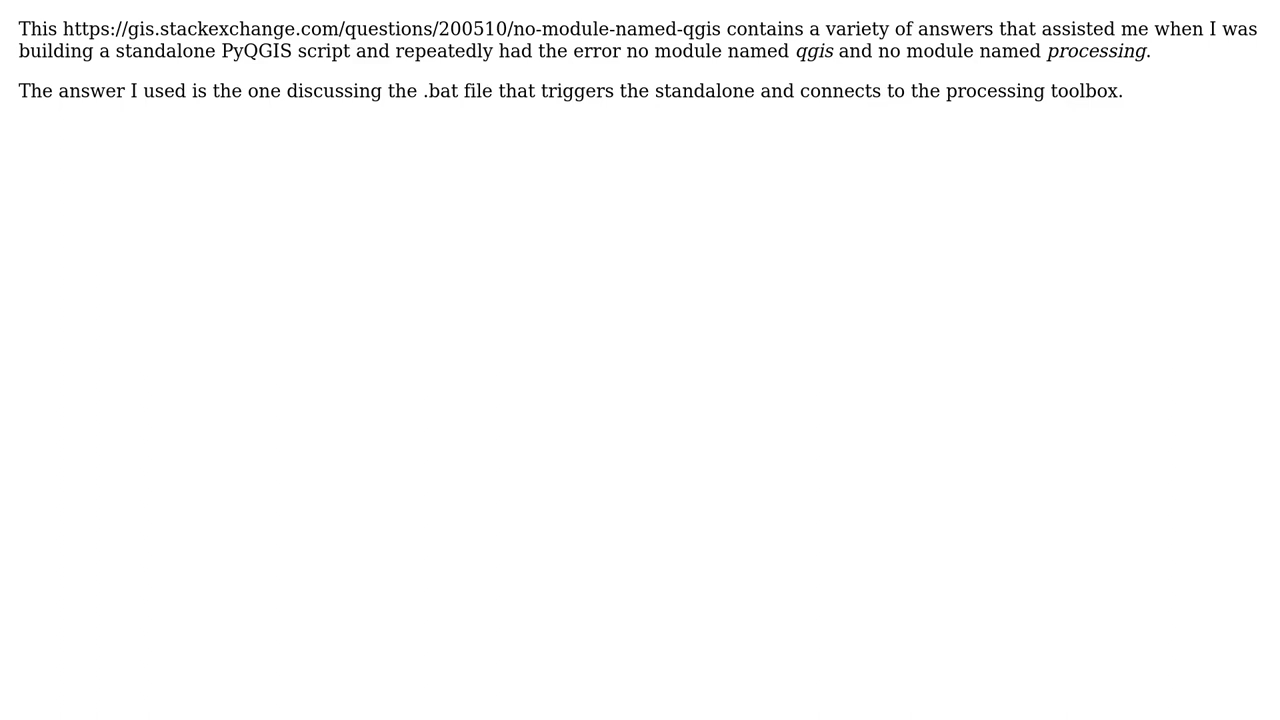 This https://gis.stackexchange.com/questions/200510/no-module-named-qgis contains a variety of answers that assisted me when I was
building a standalone PyQGIS script and repeatedly had the error no module named qgis and no module named processing.
The answer I used is the one discussing the .bat file that triggers the standalone and connects to the processing toolbox.